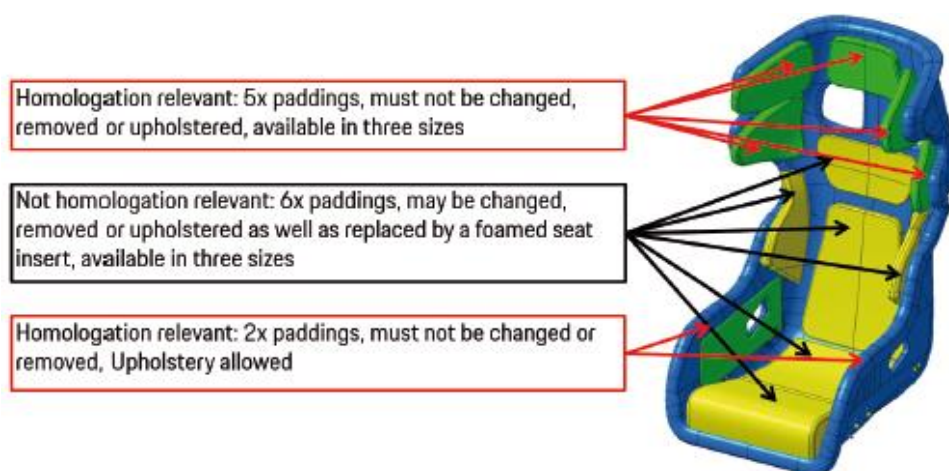 Homologation relevant: 5x paddings, must not be changed,
removed or upholstered, available in three sizes
Not homologation relevant: 6x paddings, may be changed,
removed or upholstered as well as replaced by a foamed seat
insert, available in three sizes
Homologation relevant: 2x paddings, must not be changed or
removed, Upholstery allowed